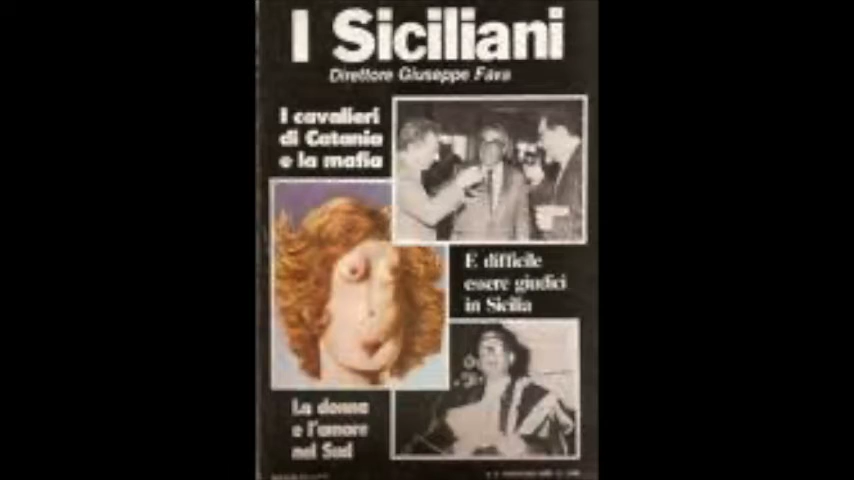 I Siciliani
Direttore Giuseppe Fava
I cavalieri
di Catania
e la mafia
E difficile
essere giudici
in Sicilia
La donna
e l'amore
nel Sud